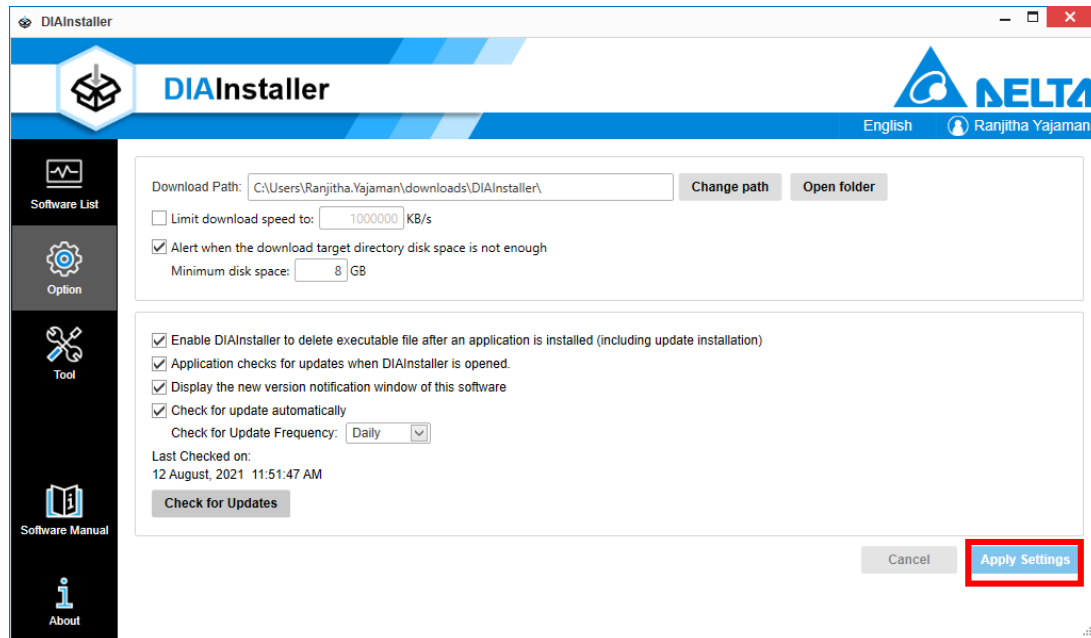 DIAInstaller
DIAInstaller
DELTA
English Ranjitha Yajaman
Software List
Option
Tool
Software Manual
About
Download Path: C:\Users\Ranjitha.Yajaman\downloads\DIAInstaller\ Change path Open folder
Limit download speed to: 1000000 KB/s
Alert when the download target directory disk space is not enough
Minimum disk space: 8 GB
Enable DIAInstaller to delete executable file after an application is installed (including update installation)
Application checks for updates when DIAInstaller is opened.
Display the new version notification window of this software
Check for update automatically
Check for Update Frequency: Daily
Last Checked on:
12 August, 2021 11:51:47 AM
Check for Updates
Cancel Apply Settings